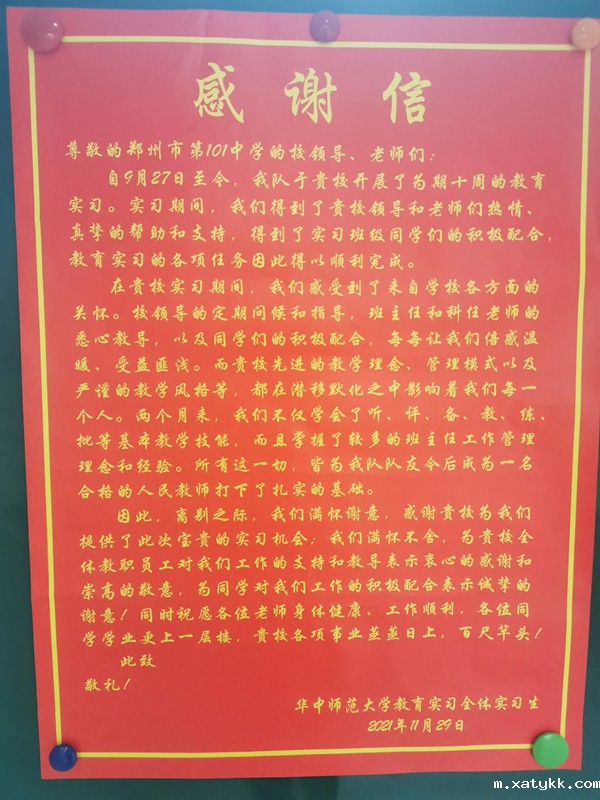 感谢信
尊敬的郑州市第101中学的校领导、老师们：
自9月27日至今，我队于贵校开展了为期十周的教育
实习。实习期间，我们得到了贵校领导和老师们热情、
真挚的帮助和支持，得到了实习班级同学们的积极配合，
教育实习的各项任务因此得以顺利完成。
在贵校实习期间，我们感受到了来自学校各方面的
关怀。校领导的定期问候和指导，班主任和科任老师的
悉心教导，以及同学们的积极配合，每每让我们倍感温
暖、受益匪浅。而贵校先进的教学理念、管理模式以及
严谨的教学风格等，都在潜移默化之中影响着我们每一
个人。两个月来，我们不仅学会了听、评、备、教、练、
批等基本教学技能，而且掌握了较多的班主任工作管理
理念和经验。所有这一切，皆为我队队友今后成为一名
合格的人民教师打下了扎实的基础。
因此，离别之际，我们满怀谢意，感谢贵校为我们
提供了此次宝贵的实习机会；我们满怀不舍，为贵校全
体教职员工对我们工作的支持和教导表示衷心的感谢和
崇高的敬意，为同学对我们工作的积极配合表示诚挚的
谢意！同时祝愿各位老师身体健康、工作顺利，各位同
学学业更上一层楼，贵校各项事业蒸蒸日上，百尺竿头！
此致
敬礼！
华中师范大学教育实习全体实习生
2021年11月29日
m.xatykk.com